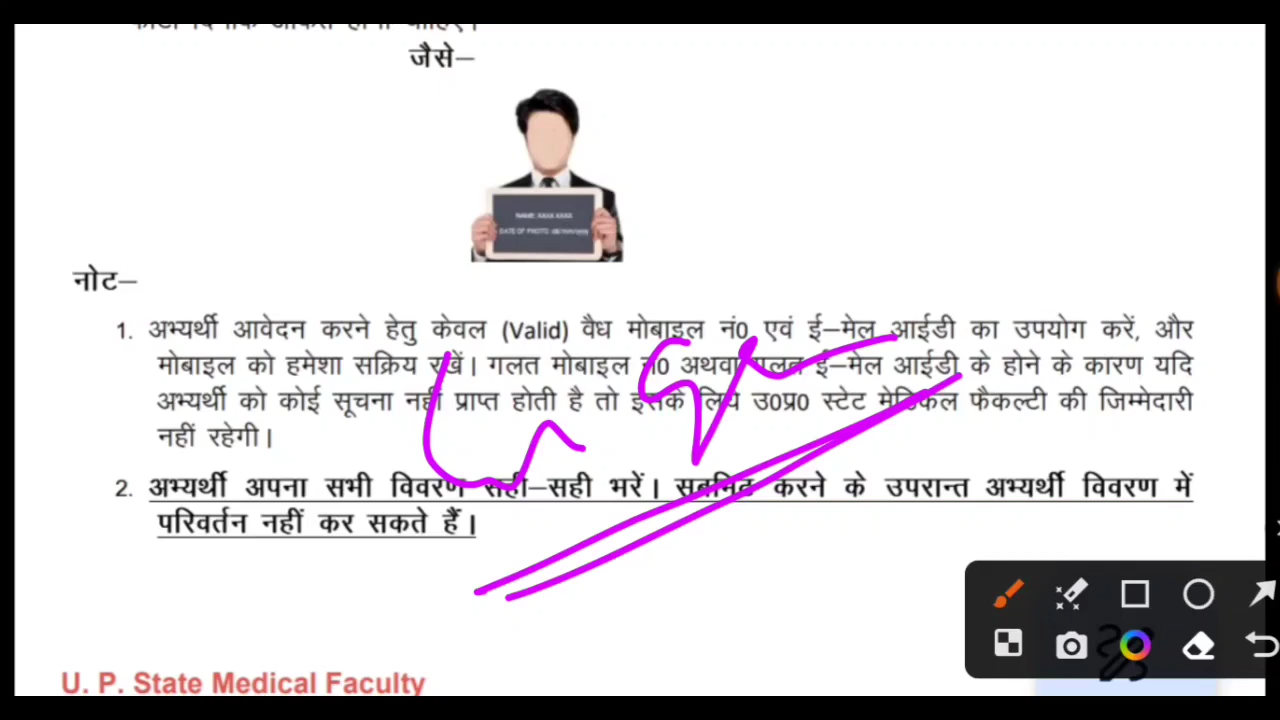 जैसे–
NAME: XXXX XXXX
नोट–
1. अभ्यर्थी आवेदन करने हेतु केवल (Valid) वैध मोबाइल नं0 एवं ई–मेल आईडी का उपयोग करें, और
मोबाइल को हमेशा सक्रिय रखें। गलत मोबाइल नं0 अथवा गलत ई–मेल आईडी के होने के कारण यदि
अभ्यर्थी को कोई सूचना नहीं प्राप्त होती है तो इसके लिये उ0प्र0 स्टेट मेडिकल फैकल्टी की जिम्मेदारी
नहीं रहेगी।
2. अभ्यर्थी अपना सभी विवरण सही–सही भरें। सबमिट करने के उपरान्त अभ्यर्थी विवरण में
परिवर्तन नहीं कर सकते हैं।
U. P. State Medical Faculty